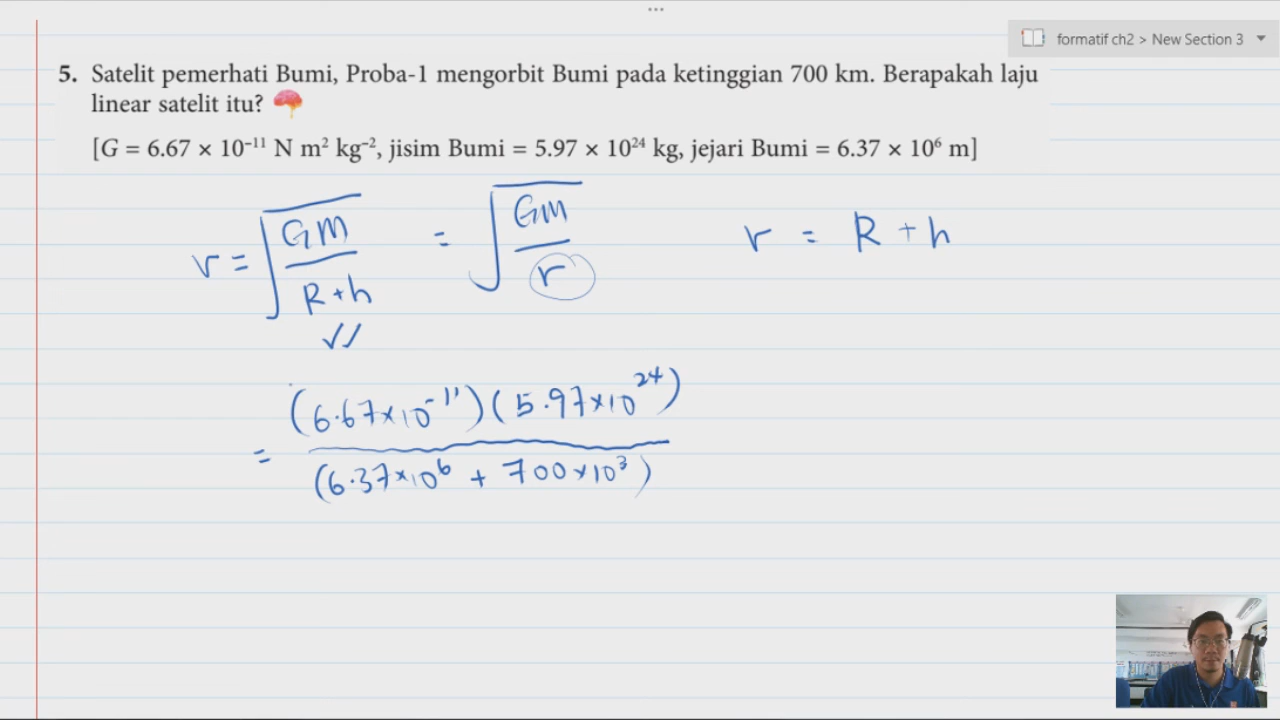 ...
formatif ch2 > New Section 3
5. Satelit pemerhati Bumi, Proba-1 mengorbit Bumi pada ketinggian 700 km. Berapakah laju
linear satelit itu?
[G = 6.67 × 10⁻¹¹ N m² kg⁻², jisim Bumi = 5.97 × 10²⁴ kg, jejari Bumi = 6.37 × 10⁶ m]
v = √(GM / R+h) = √(GM / r)    r = R + h
= (6.67×10⁻¹¹)(5.97×10²⁴)
(6.37×10⁶ + 700×10³)